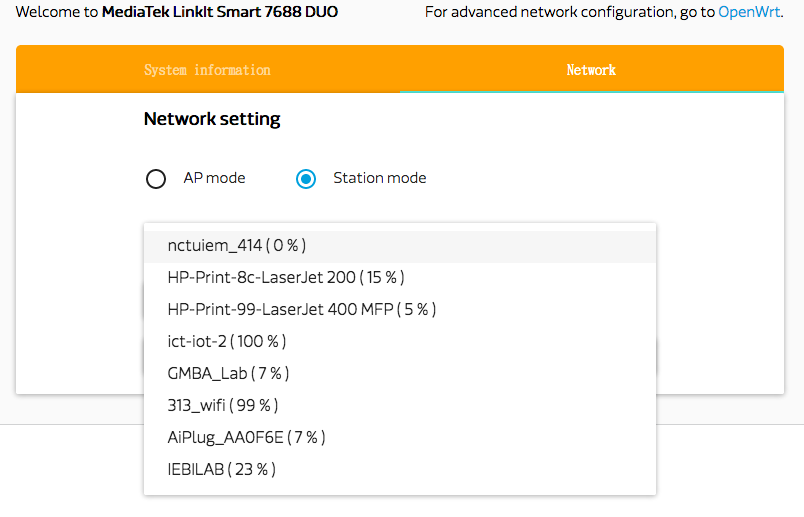 Welcome to MediaTek LinkIt Smart 7688 DUO For advanced network configuration, go to OpenWrt.
System information Network
Network setting
AP mode Station mode
nctuiem_414 ( 0 % )
HP-Print-8c-LaserJet 200 ( 15 % )
HP-Print-99-LaserJet 400 MFP ( 5 % )
ict-iot-2 ( 100 % )
GMBA_Lab ( 7 % )
313_wifi ( 99 % )
AiPlug_AA0F6E ( 7 % )
IEBILAB ( 23 % )